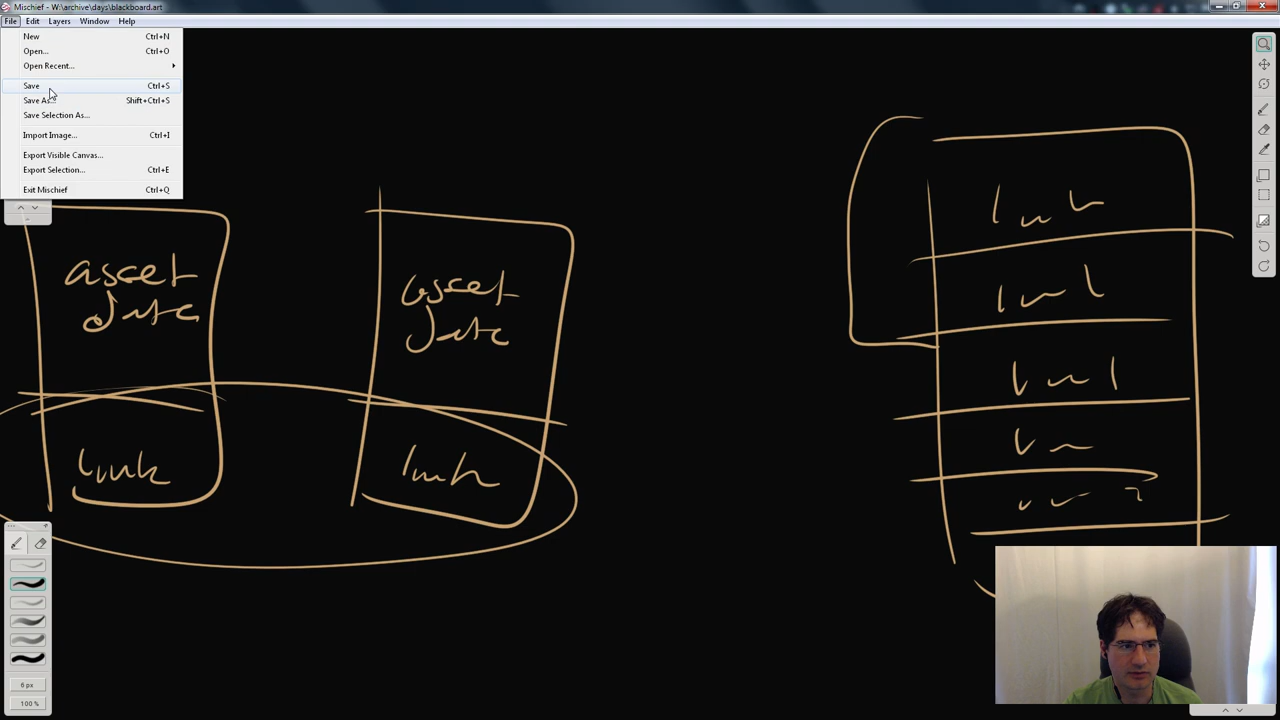 Mischief - W:\archive\days\blackboard.art
File Edit Layers Window Help
New Ctrl+N
Open... Ctrl+O
Open Recent...
Save Ctrl+S
Save As... Shift+Ctrl+S
Save Selection As...
Import Image... Ctrl+I
Export Visible Canvas...
Export Selection... Ctrl+E
Exit Mischief Ctrl+Q
asset
data
link
asset
data
link
link
6 px
100 %